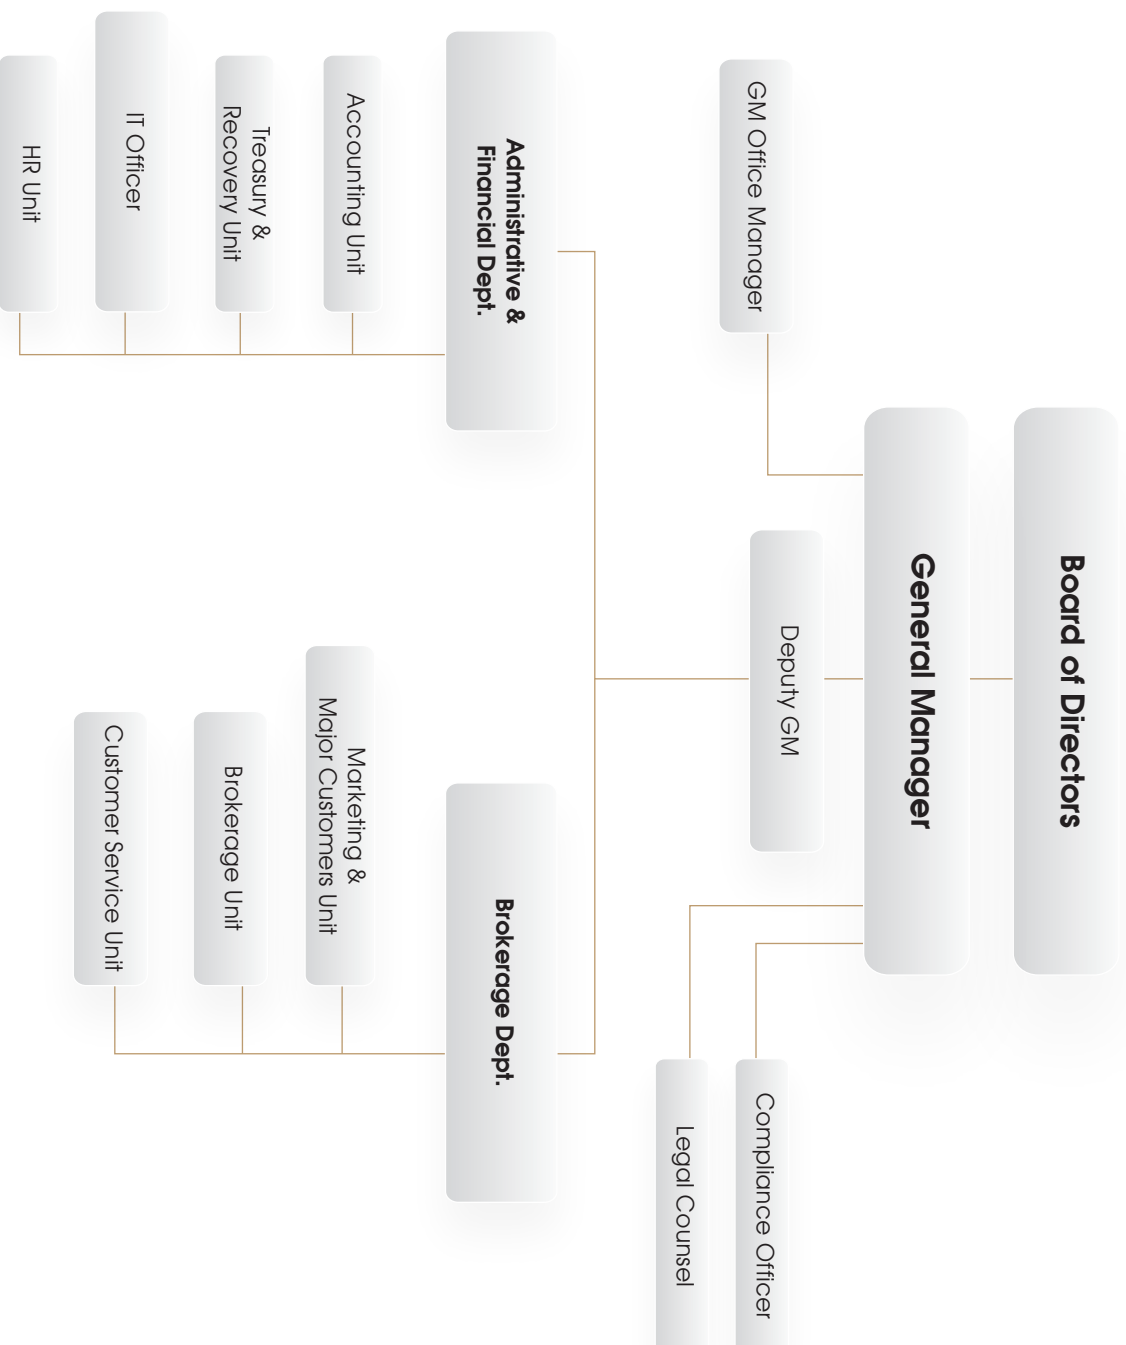 Board of Directors
General Manager
GM Office Manager
Deputy GM
Compliance Officer
Legal Counsel
Administrative &
Financial Dept.
Accounting Unit
Treasury &
Recovery Unit
IT Officer
HR Unit
Brokerage Dept.
Marketing &
Major Customers Unit
Brokerage Unit
Customer Service Unit